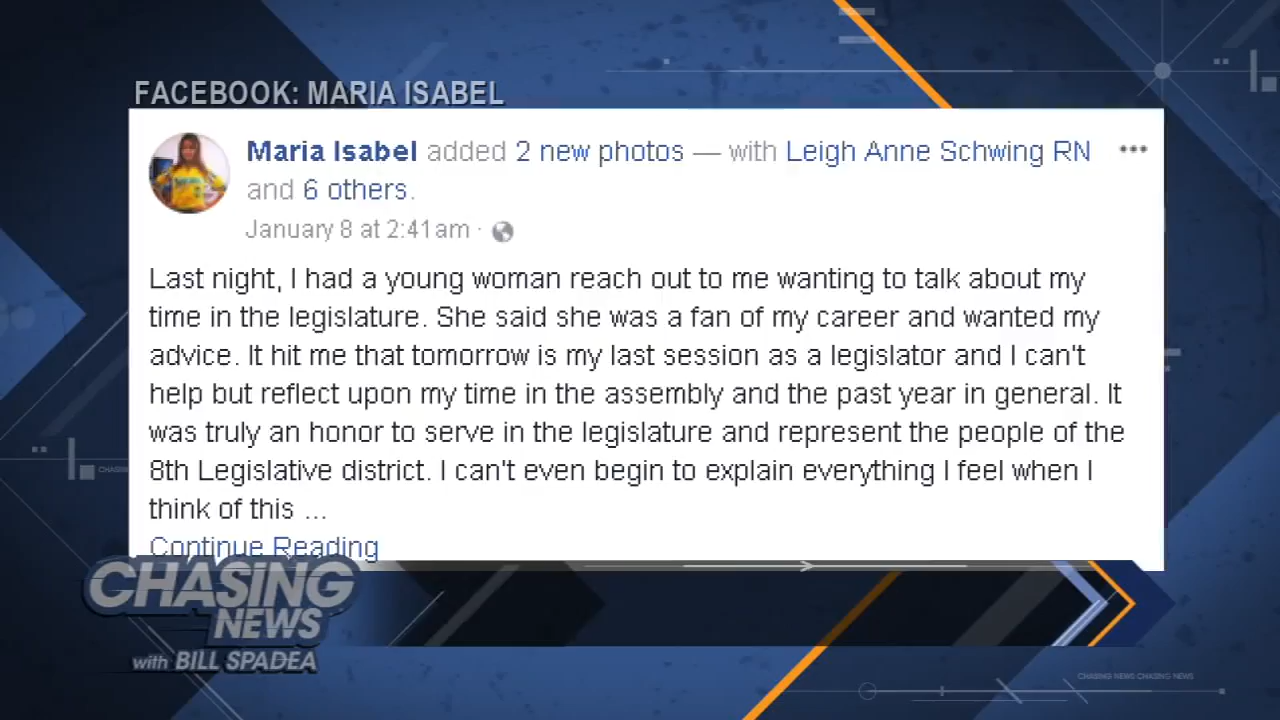 FACEBOOK: MARIA ISABEL
Maria Isabel added 2 new photos — with Leigh Anne Schwing RN
and 6 others.
January 8 at 2:41am ·
Last night, I had a young woman reach out to me wanting to talk about my
time in the legislature. She said she was a fan of my career and wanted my
advice. It hit me that tomorrow is my last session as a legislator and I can't
help but reflect upon my time in the assembly and the past year in general. It
was truly an honor to serve in the legislature and represent the people of the
8th Legislative district. I can't even begin to explain everything I feel when I
think of this ...
Continue Reading
CHASING
CHASING
NEWS
with BILL SPADEA
CHASING NEWS CHASING NEWS